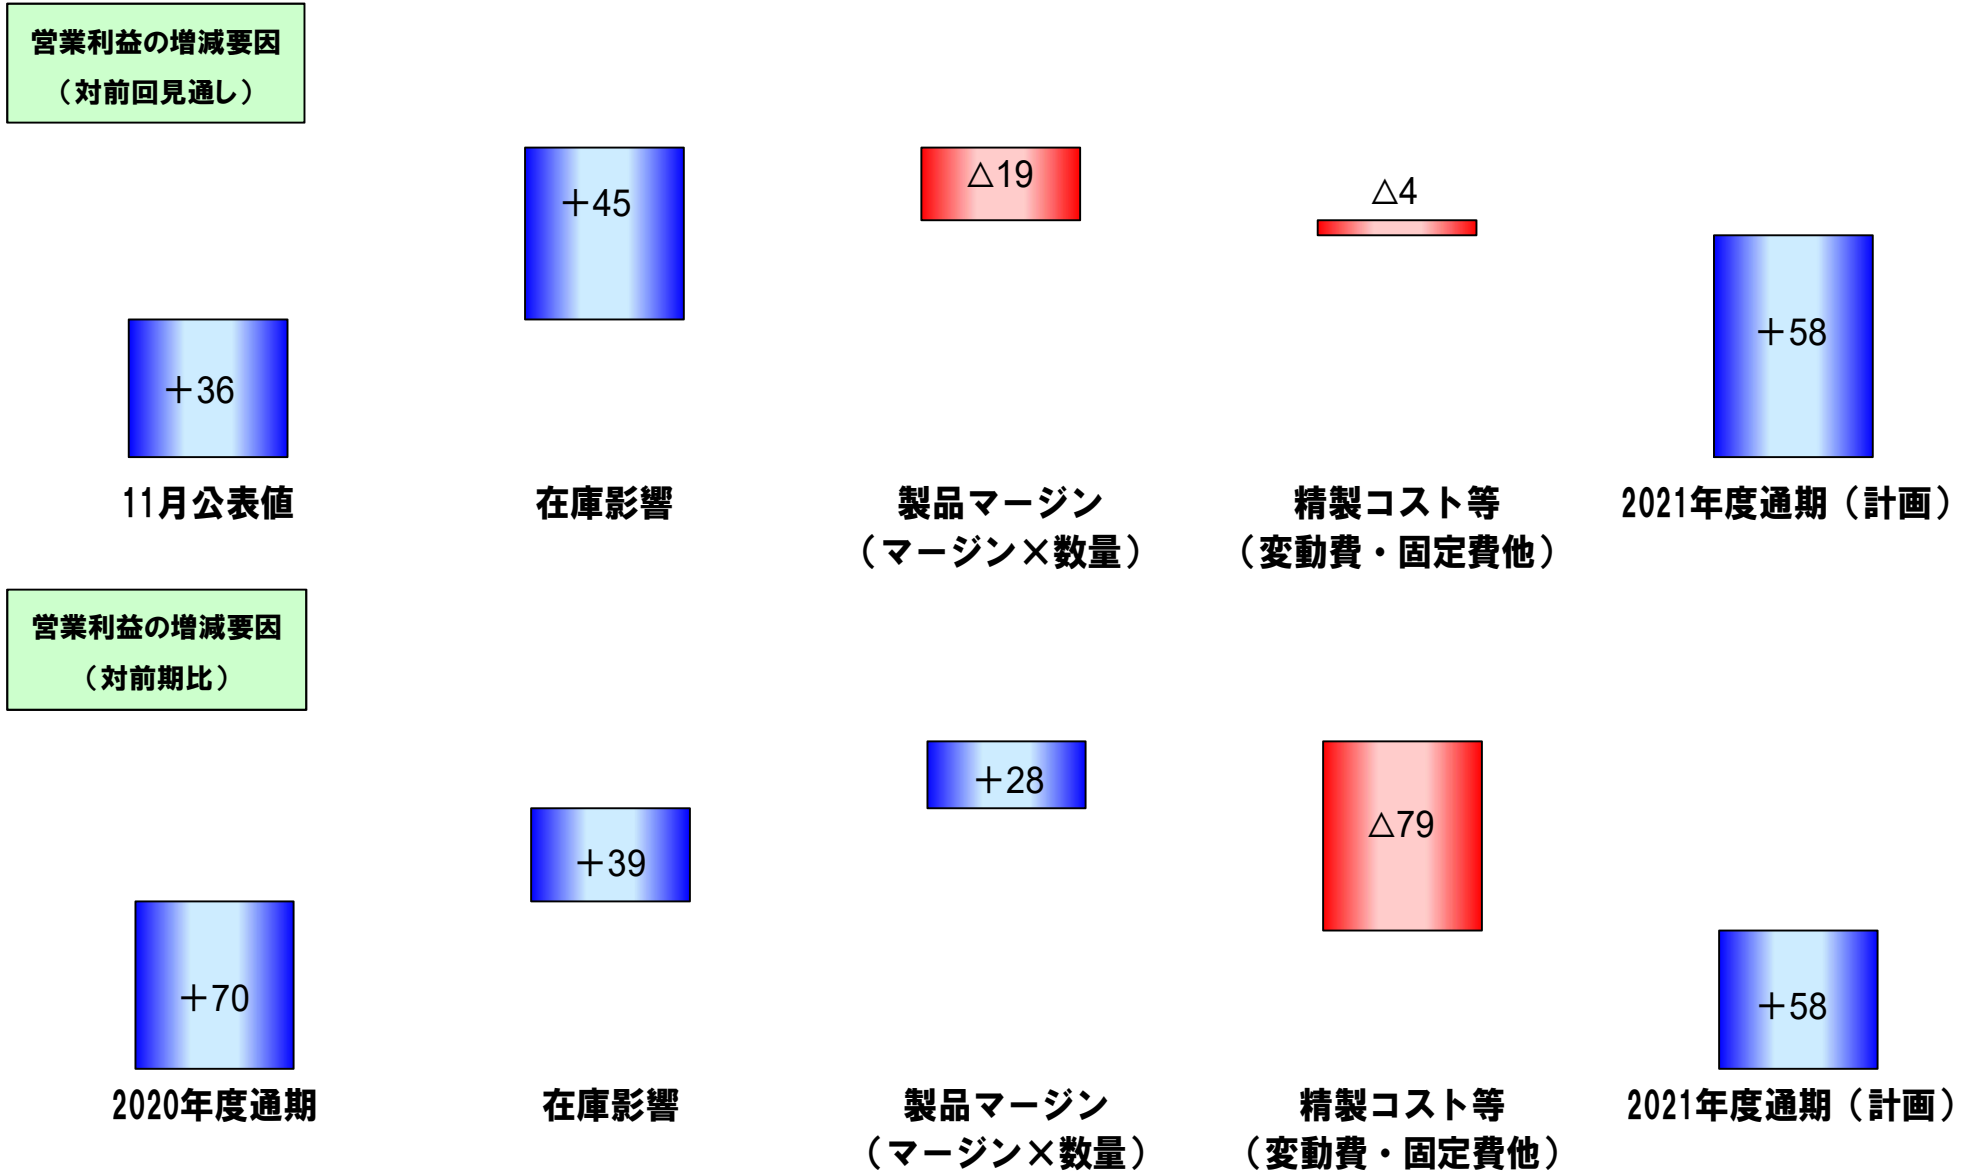 営業利益の増減要因
（対前回見通し）
＋45
△19
△4
＋58
＋36
11月公表値
在庫影響
製品マージン
（マージン×数量）
精製コスト等
（変動費・固定費他）
2021年度通期（計画）
営業利益の増減要因
（対前期比）
＋28
△79
＋39
＋70
＋58
2020年度通期
在庫影響
製品マージン
（マージン×数量）
精製コスト等
（変動費・固定費他）
2021年度通期（計画）